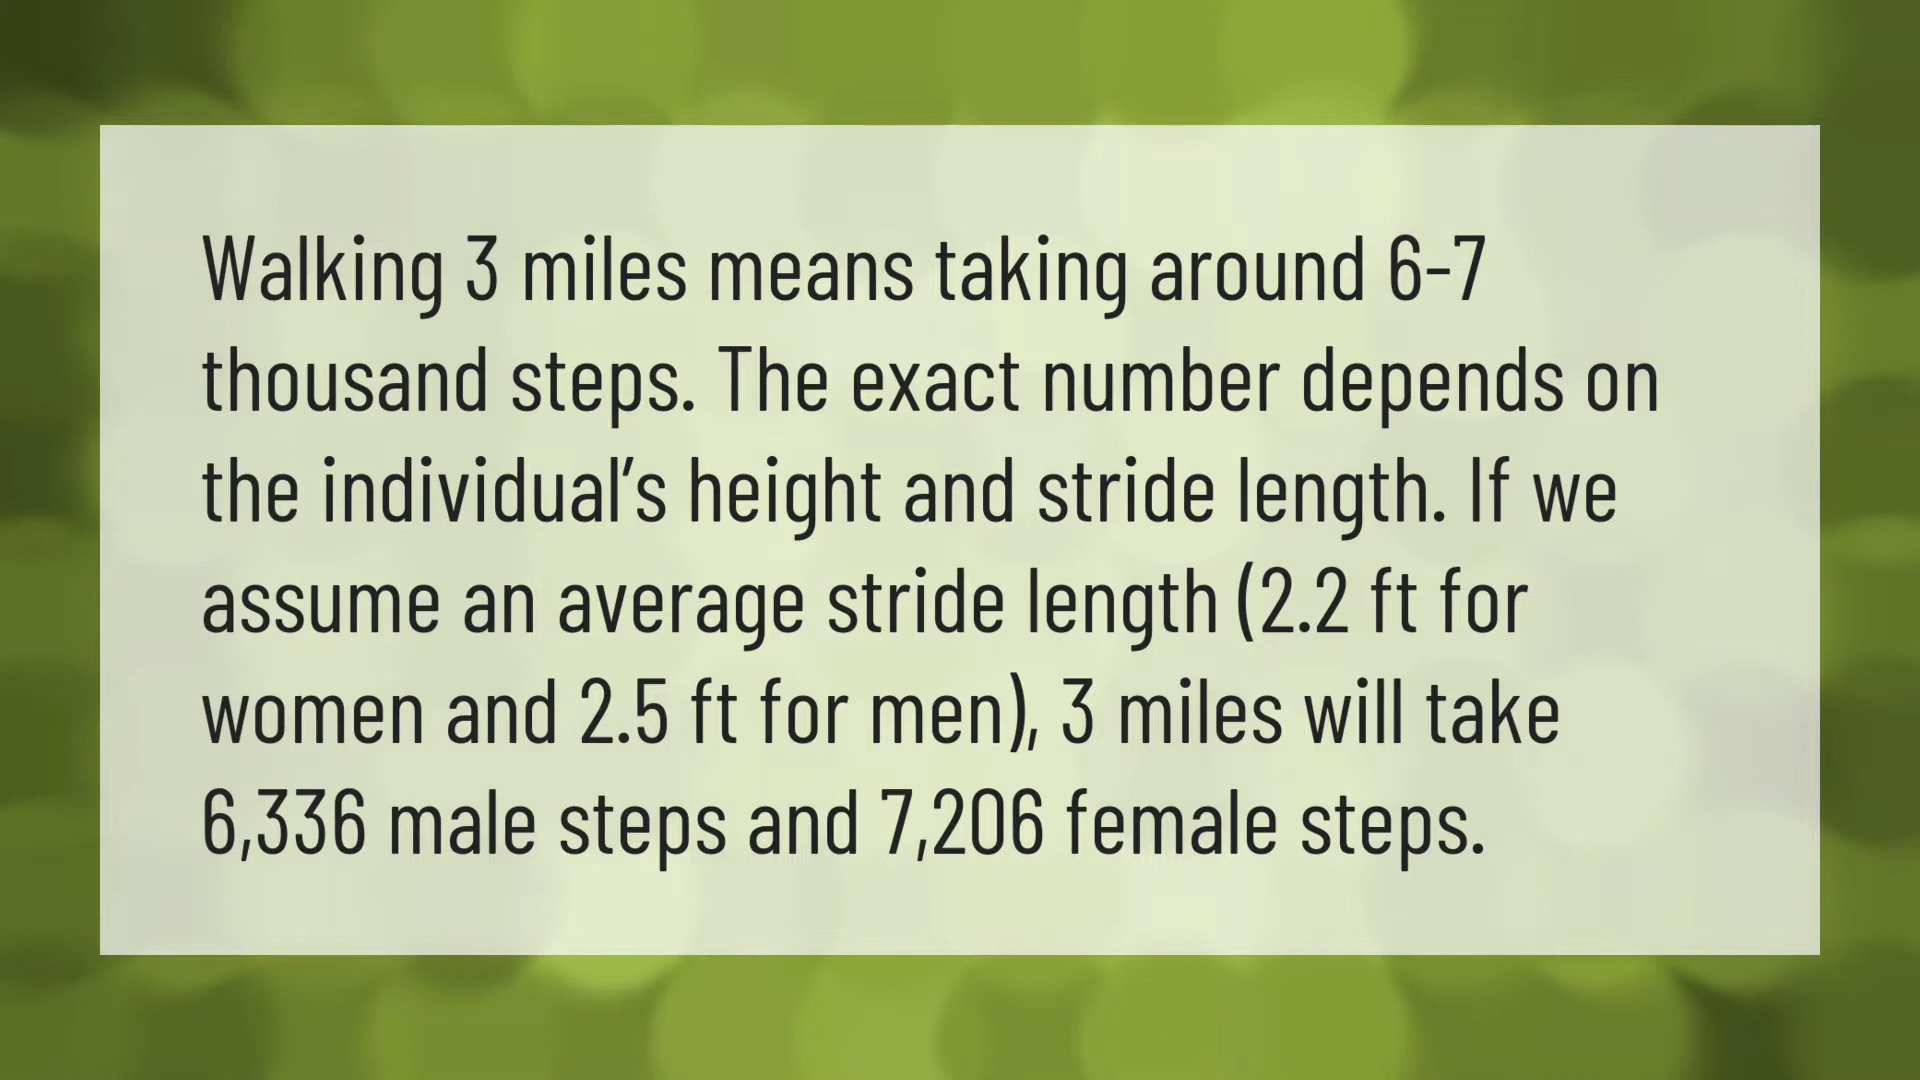 Walking 3 miles means taking around 6-7
thousand steps. The exact number depends on
the individual’s height and stride length. If we
assume an average stride length (2.2 ft for
women and 2.5 ft for men), 3 miles will take
6,336 male steps and 7,206 female steps.